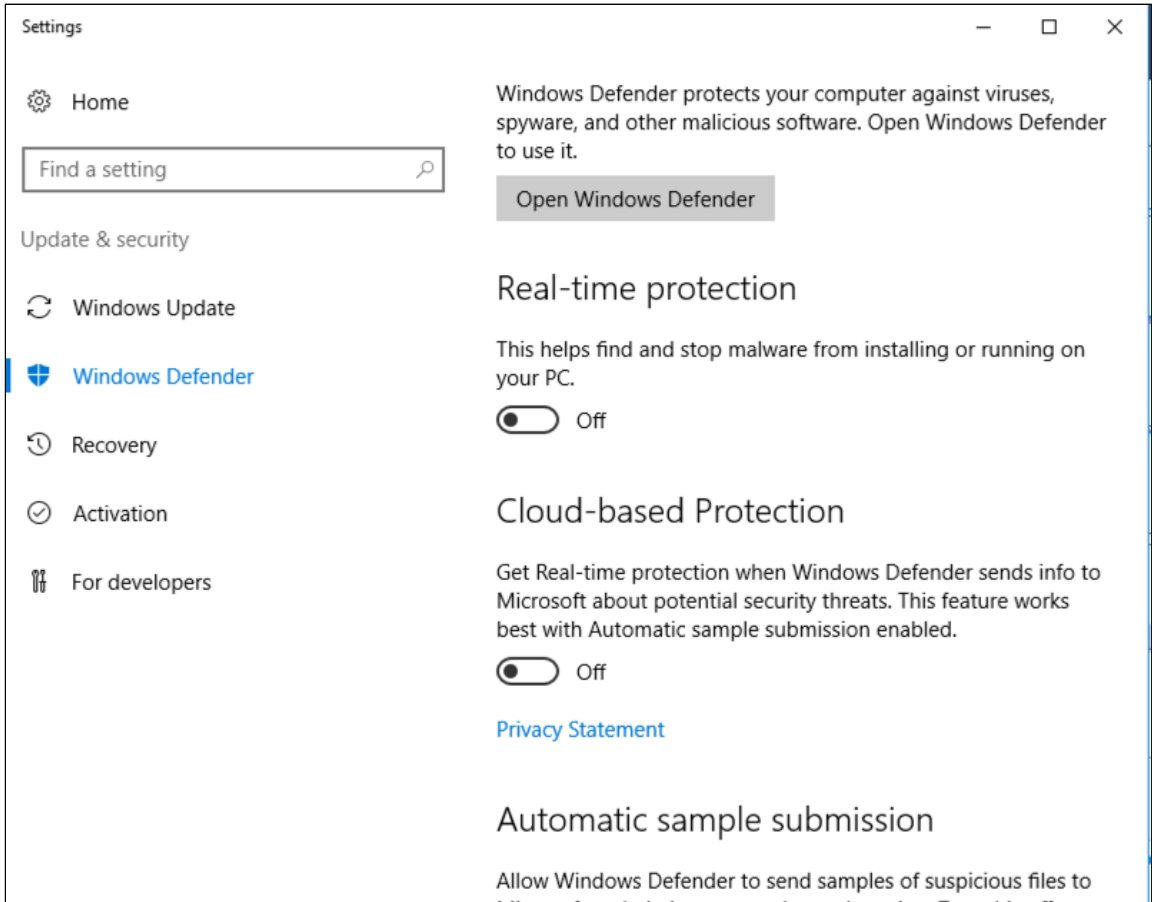 Settings
Home
Find a setting
Update & security
Windows Update
Windows Defender
Recovery
Activation
For developers
Windows Defender protects your computer against viruses,
spyware, and other malicious software. Open Windows Defender
to use it.
Open Windows Defender
Real-time protection
This helps find and stop malware from installing or running on
your PC.
Off
Cloud-based Protection
Get Real-time protection when Windows Defender sends info to
Microsoft about potential security threats. This feature works
best with Automatic sample submission enabled.
Off
Privacy Statement
Automatic sample submission
Allow Windows Defender to send samples of suspicious files to